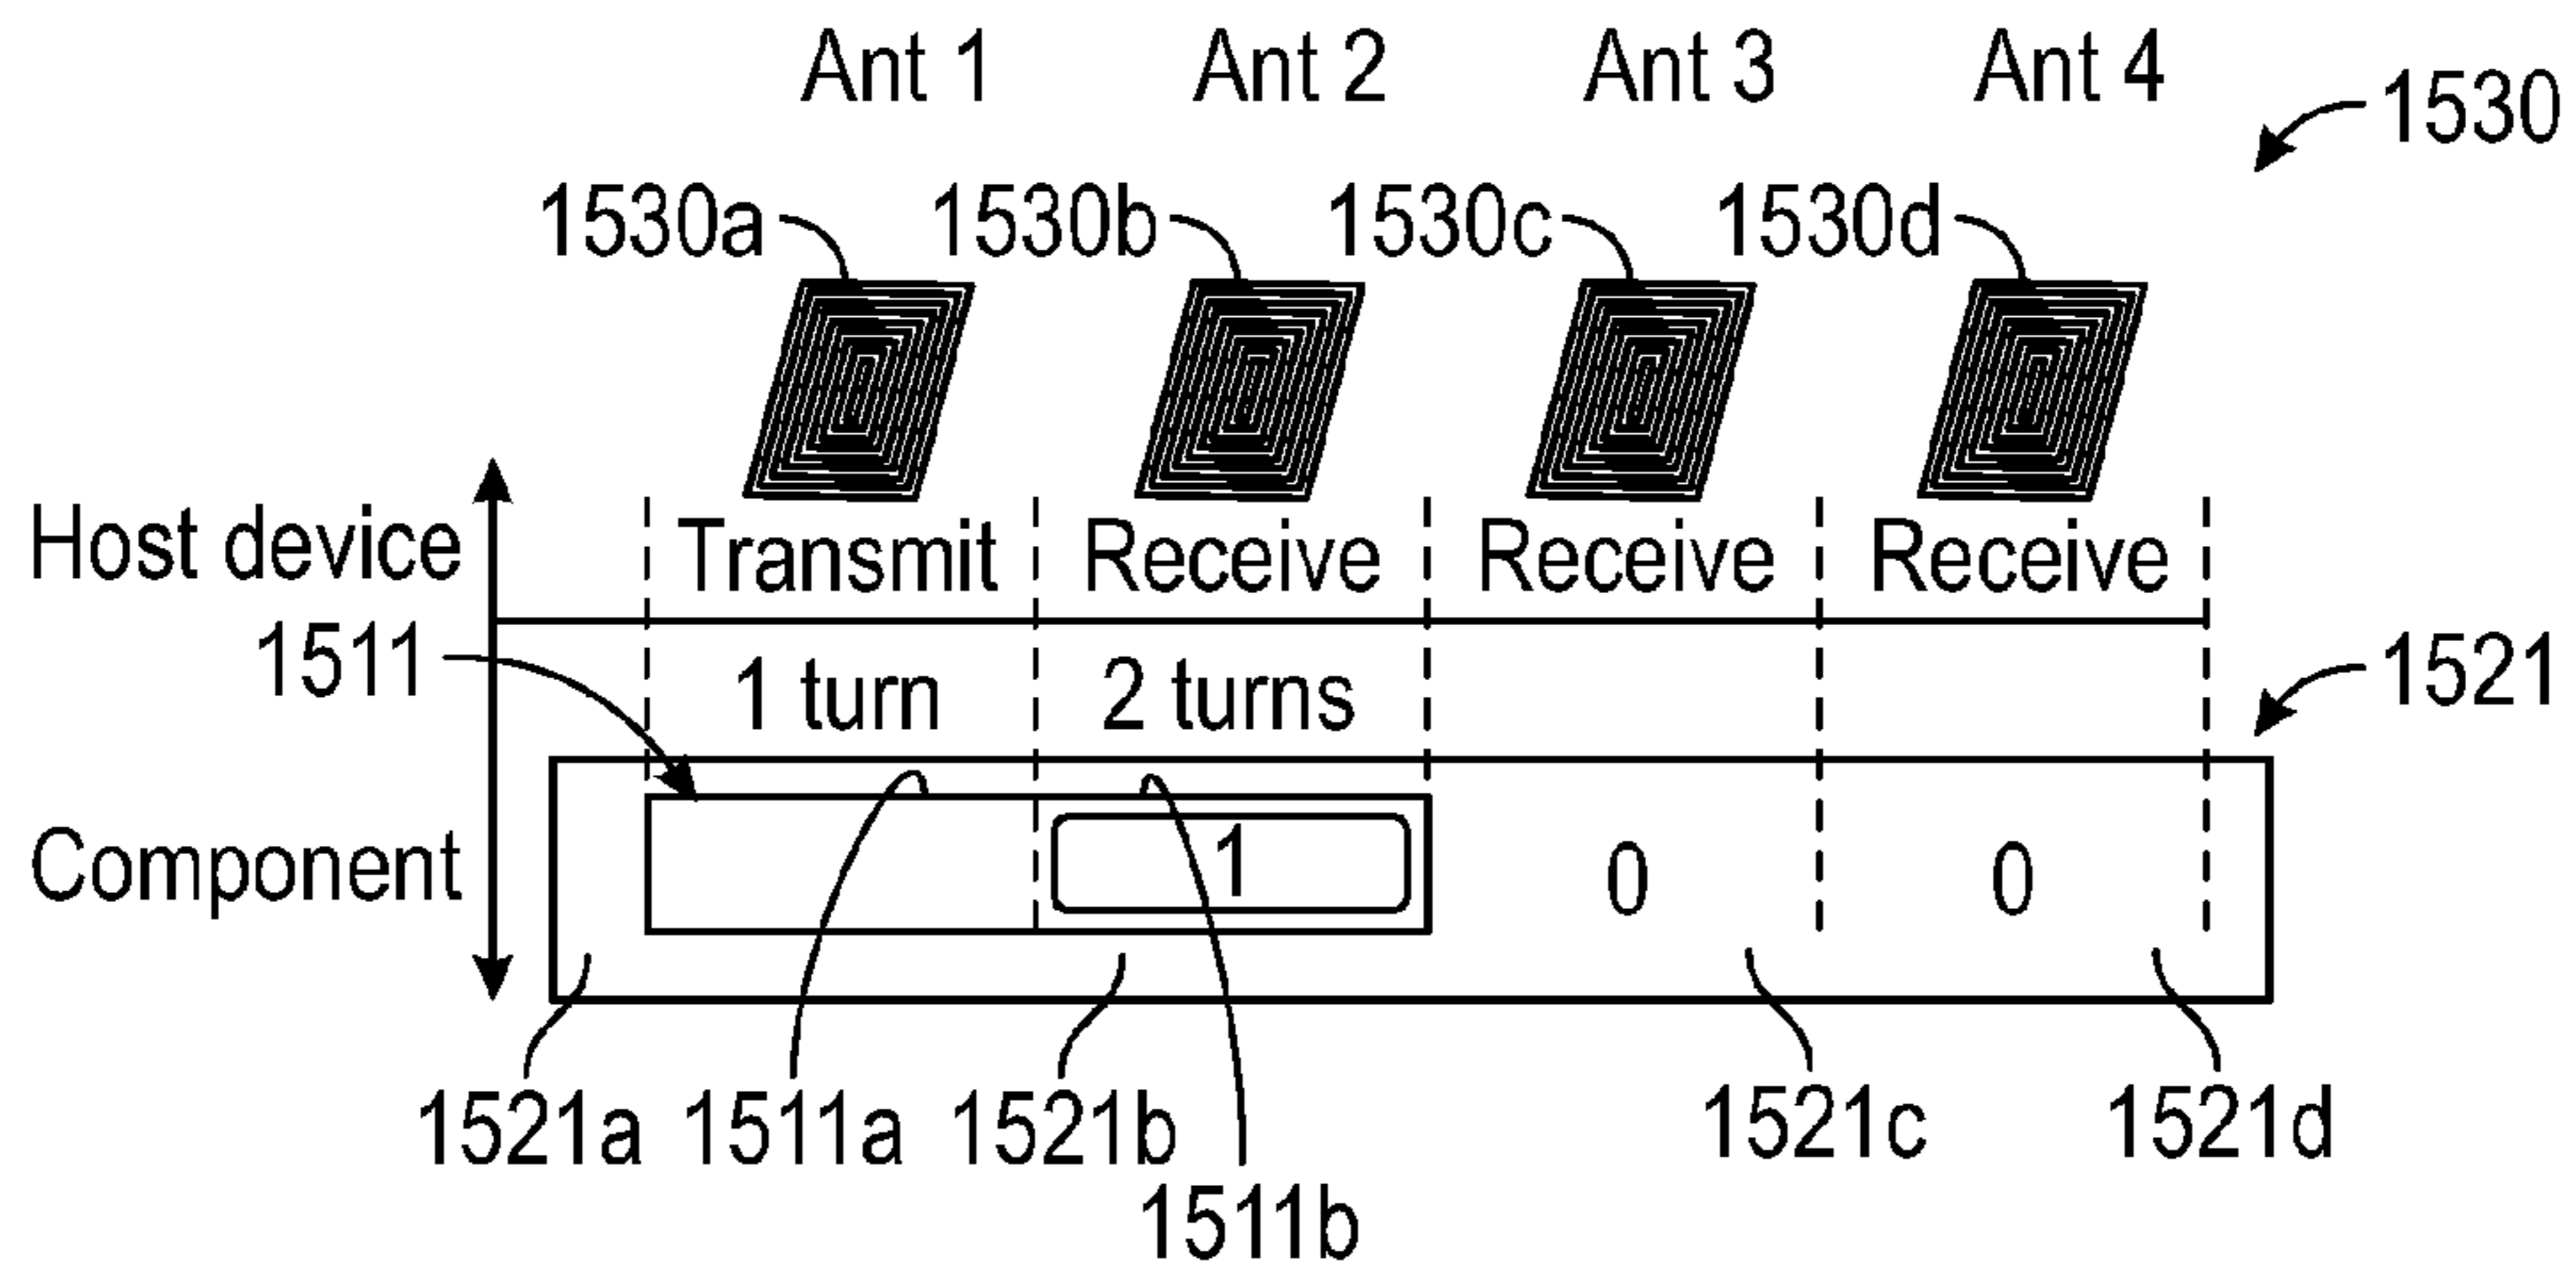 Ant 1 Ant 2 Ant 3 Ant 4
1530
1530a 1530b 1530c 1530d
Host device Transmit Receive Receive Receive
1511 1 turn 2 turns 1521
Component 1 0 0
1521a 1511a 1521b 1521c 1521d
1511b